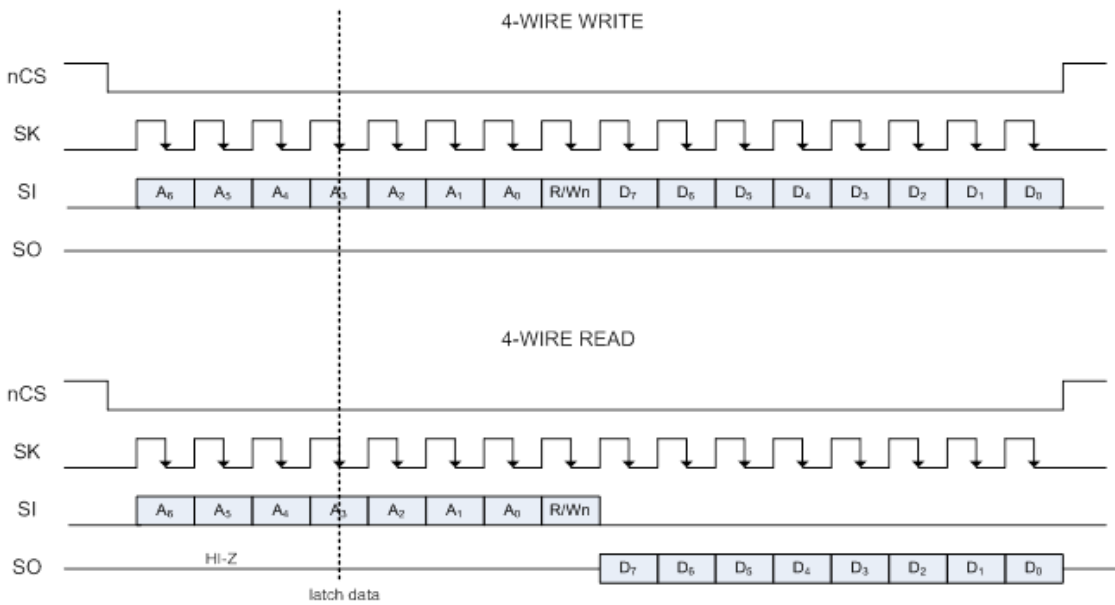 4-WIRE WRITE
nCS
SK
SI A₆ A₅ A₄ A₃ A₂ A₁ A₀ R/Wn D₇ D₆ D₅ D₄ D₃ D₂ D₁ D₀
SO
4-WIRE READ
nCS
SK
SI A₆ A₅ A₄ A₃ A₂ A₁ A₀ R/Wn
SO HI-Z D₇ D₆ D₅ D₄ D₃ D₂ D₁ D₀
latch data